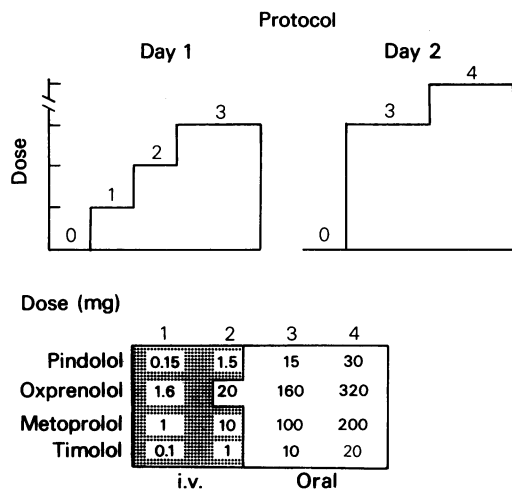 Protocol
Day 1 Day 2
Dose
0 1 2 3
0 3 4
Dose (mg)
1 2 3 4
Pindolol 0.15 1.5 15 30
Oxprenolol 1.6 20 160 320
Metoprolol 1 10 100 200
Timolol 0.1 1 10 20
i.v. Oral